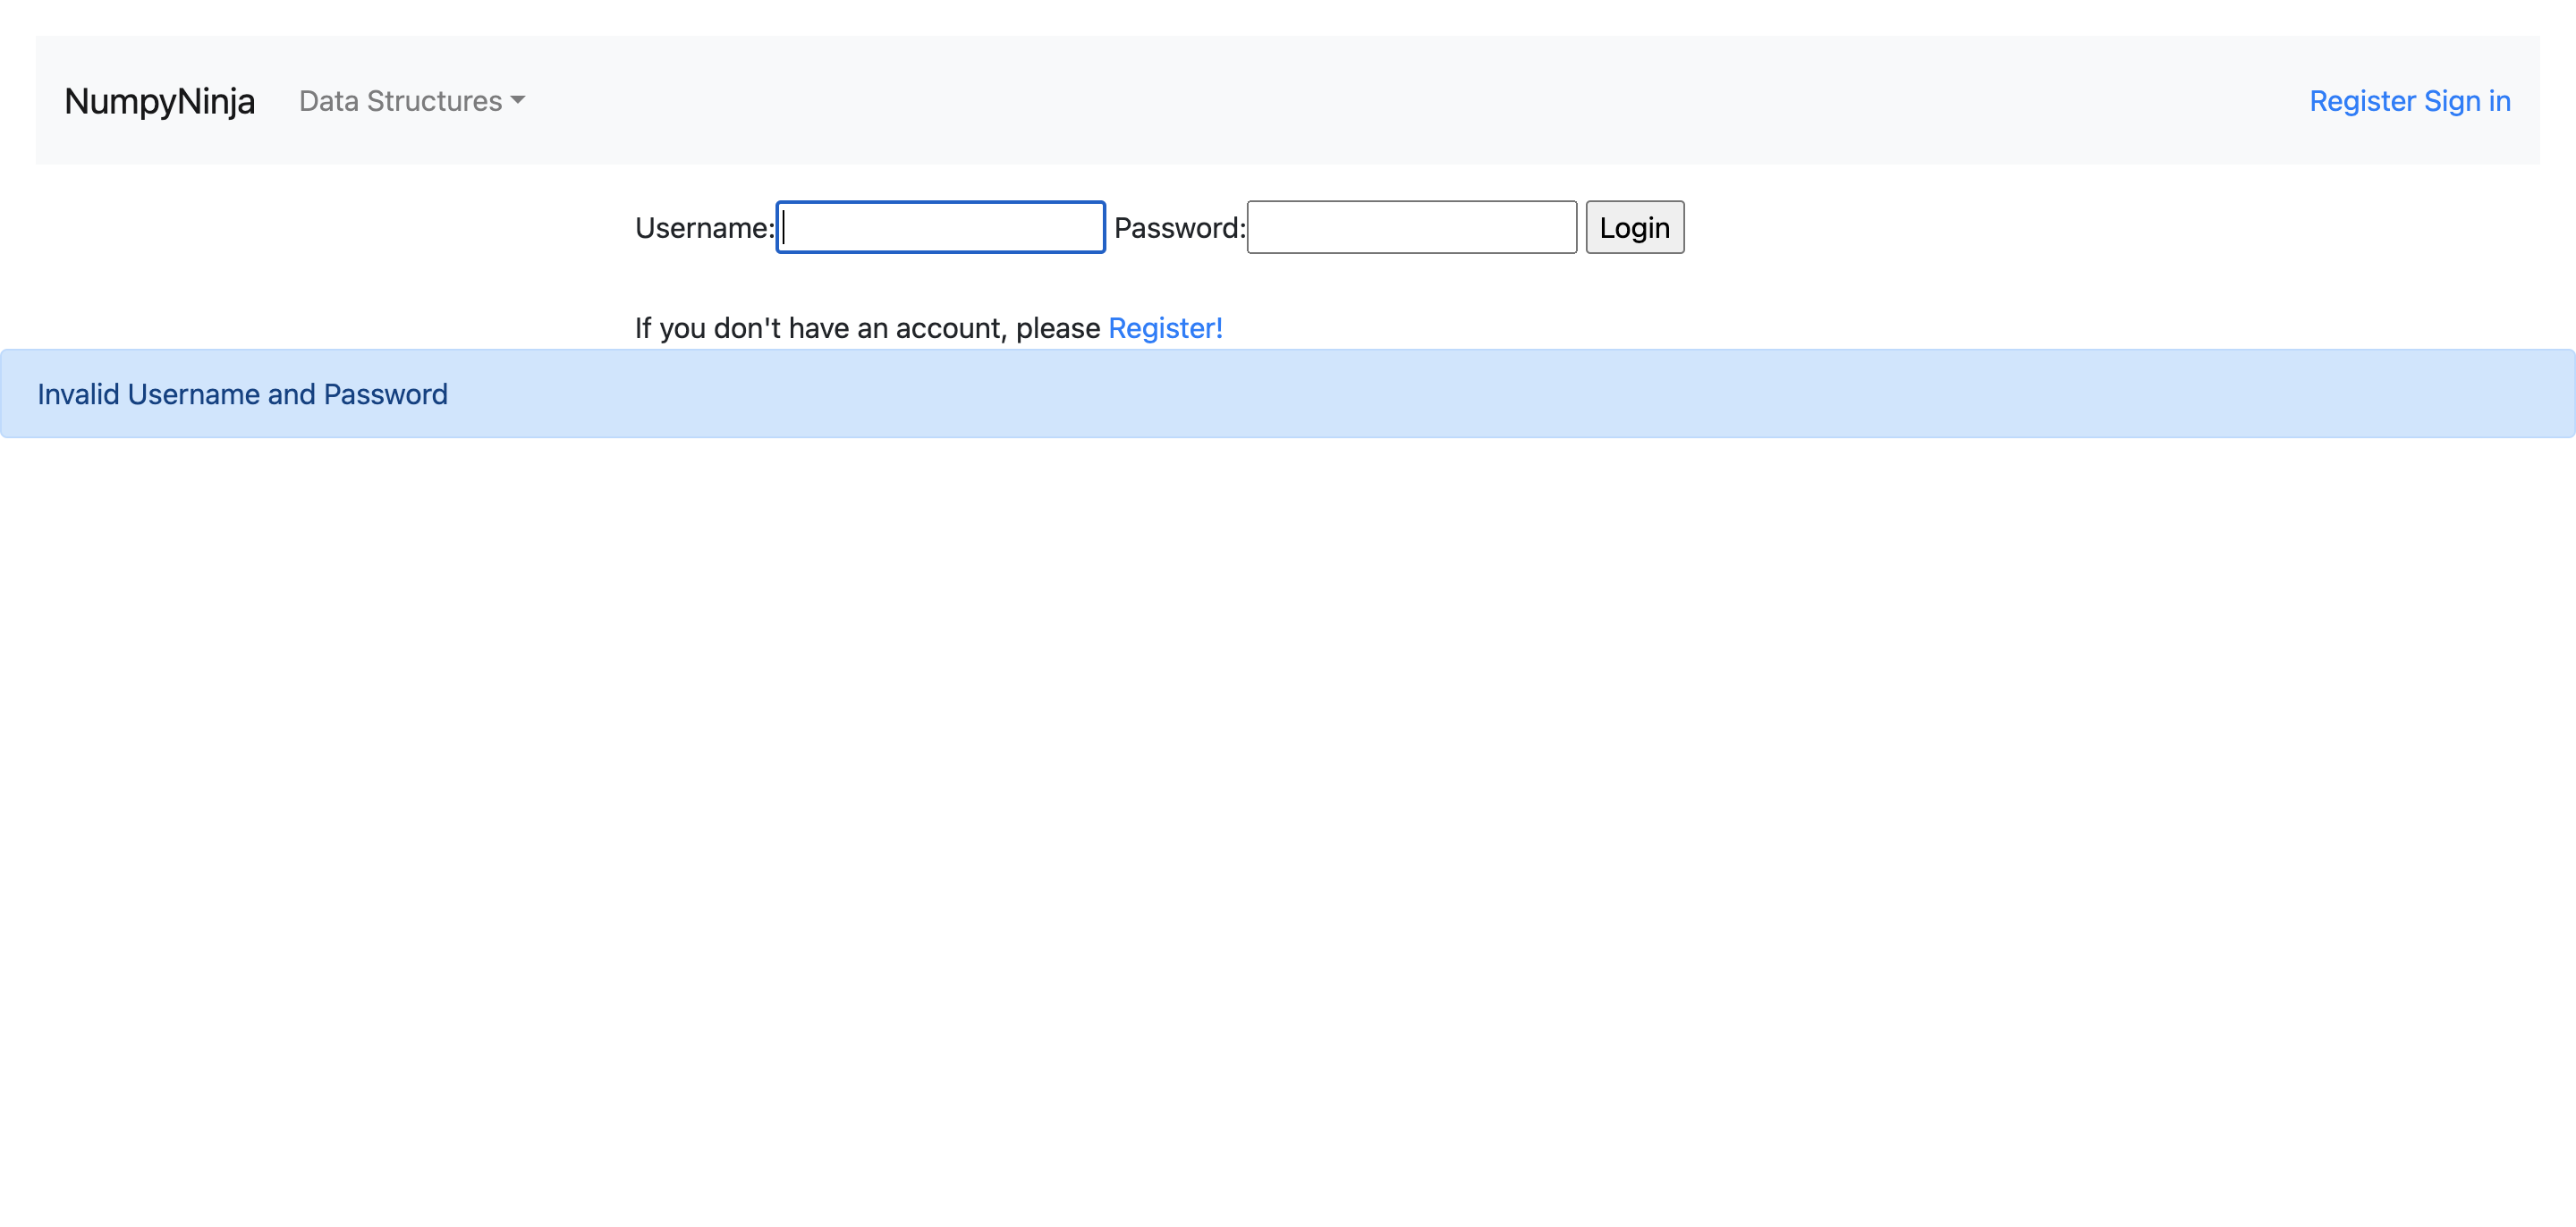 NumpyNinja Data Structures Register Sign in
Username: Password: Login
If you don't have an account, please Register!
Invalid Username and Password